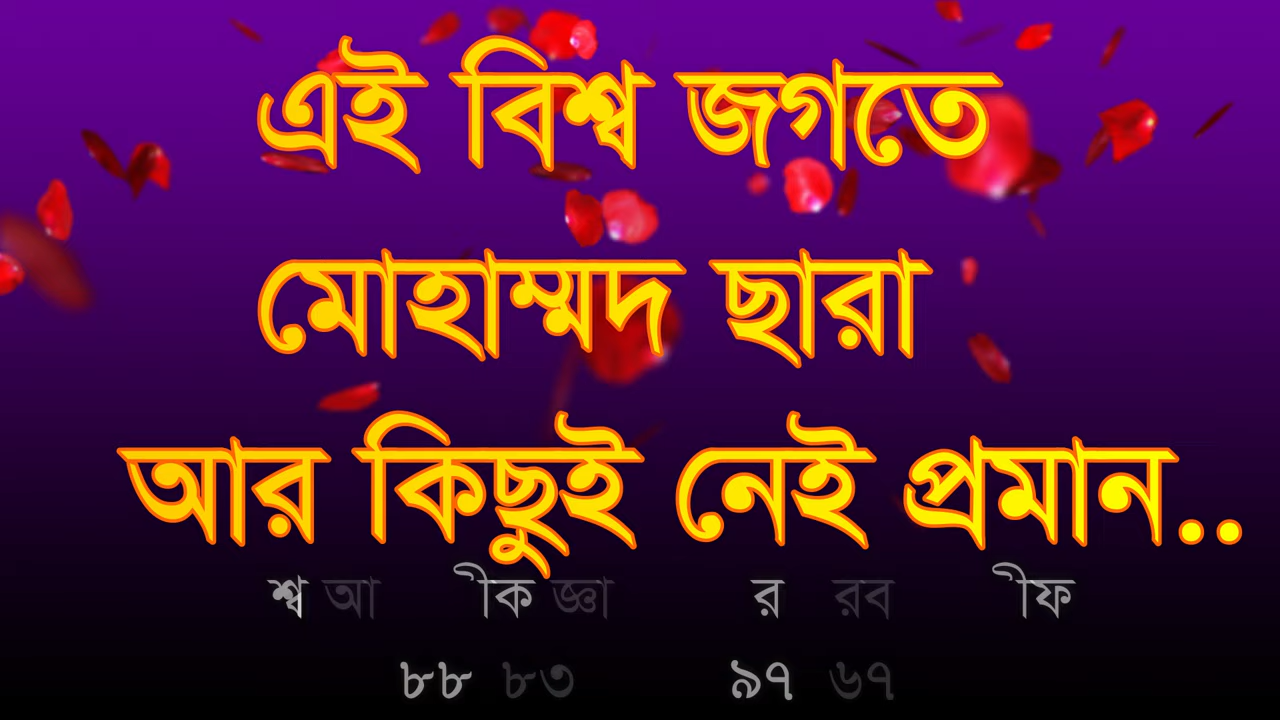 এই বিশ্ব জগতে
মোহাম্মদ ছারা
আর কিছুই নেই প্রমান..
শ্ব আ ীক জ্ঞা র রব ীফ
৮৮ ৮৩ ৯৭ ৬৭